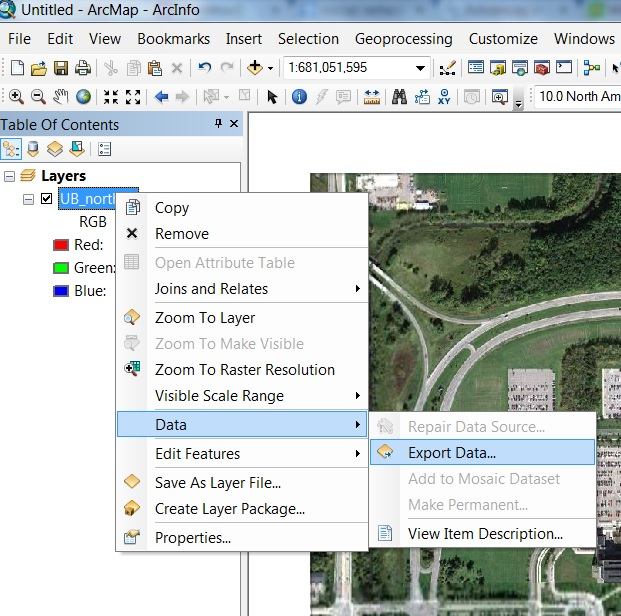 Untitled - ArcMap - ArcInfo
File Edit View Bookmarks Insert Selection Geoprocessing Customize Windows
1:681,051,595
10.0 North Am
Table Of Contents
Layers
UB_north
RGB
Red:
Green:
Blue:
Copy
Remove
Open Attribute Table
Joins and Relates
Zoom To Layer
Zoom To Make Visible
Zoom To Raster Resolution
Visible Scale Range
Data
Edit Features
Save As Layer File...
Create Layer Package...
Properties...
Repair Data Source...
Export Data...
Add to Mosaic Dataset
Make Permanent...
View Item Description...